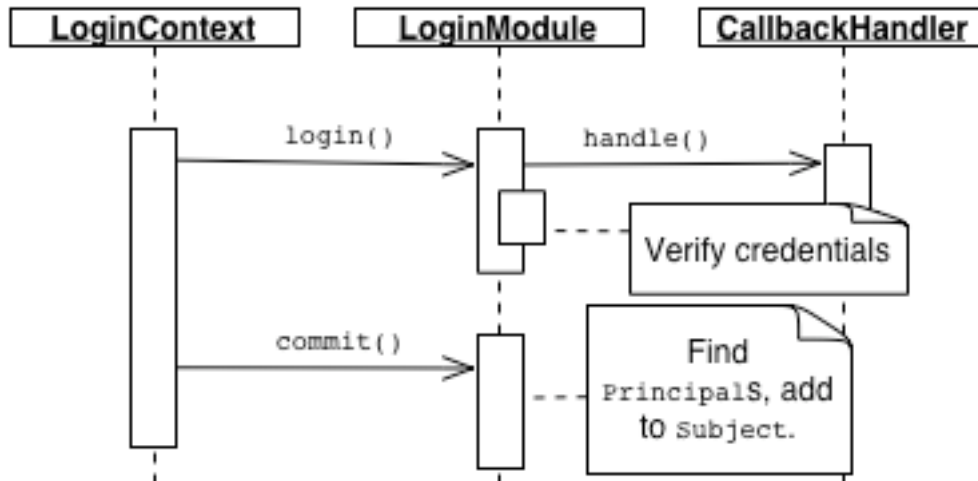 LoginContext
LoginModule
CallbackHandler
login()
handle()
Verify credentials
commit()
Find
Principals, add
to Subject.